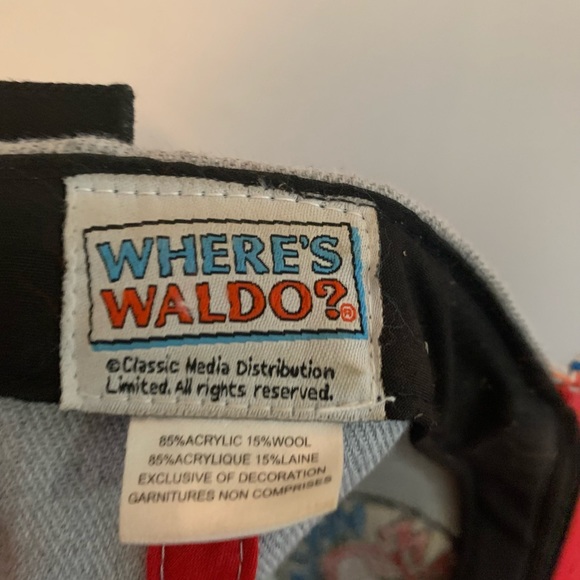 WHERE'S
WALDO?®
©Classic Media Distribution
Limited. All rights reserved.
85%ACRYLIC 15%WOOL
85%ACRYLIQUE 15%LAINE
EXCLUSIVE OF DECORATION
GARNITURES NON COMPRISES